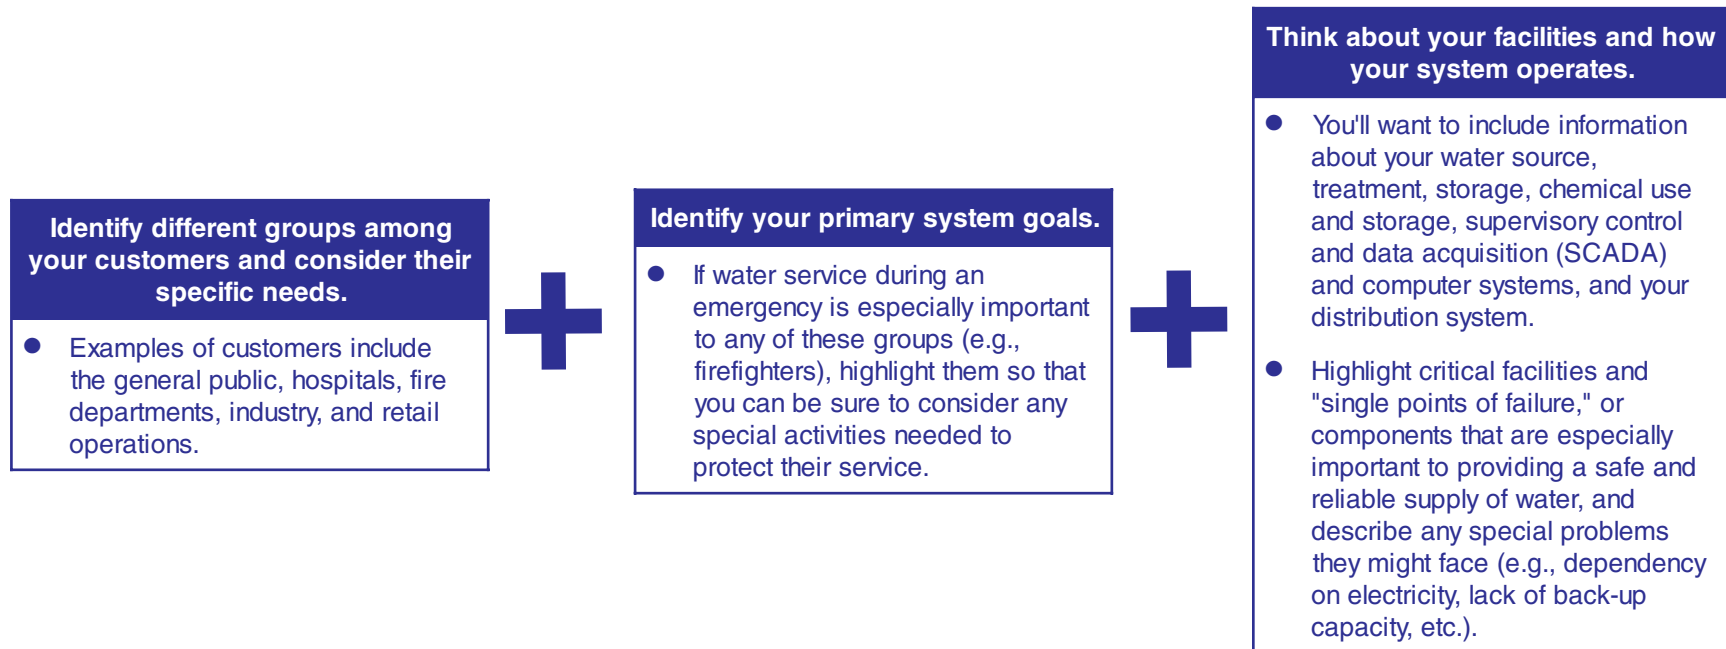 Identify different groups among
your customers and consider their
specific needs.
● Examples of customers include
the general public, hospitals, fire
departments, industry, and retail
operations.
Identify your primary system goals.
● If water service during an
emergency is especially important
to any of these groups (e.g.,
firefighters), highlight them so that
you can be sure to consider any
special activities needed to
protect their service.
Think about your facilities and how
your system operates.
● You'll want to include information
about your water source,
treatment, storage, chemical use
and storage, supervisory control
and data acquisition (SCADA)
and computer systems, and your
distribution system.
● Highlight critical facilities and
"single points of failure," or
components that are especially
important to providing a safe and
reliable supply of water, and
describe any special problems
they might face (e.g., dependency
on electricity, lack of back-up
capacity, etc.).